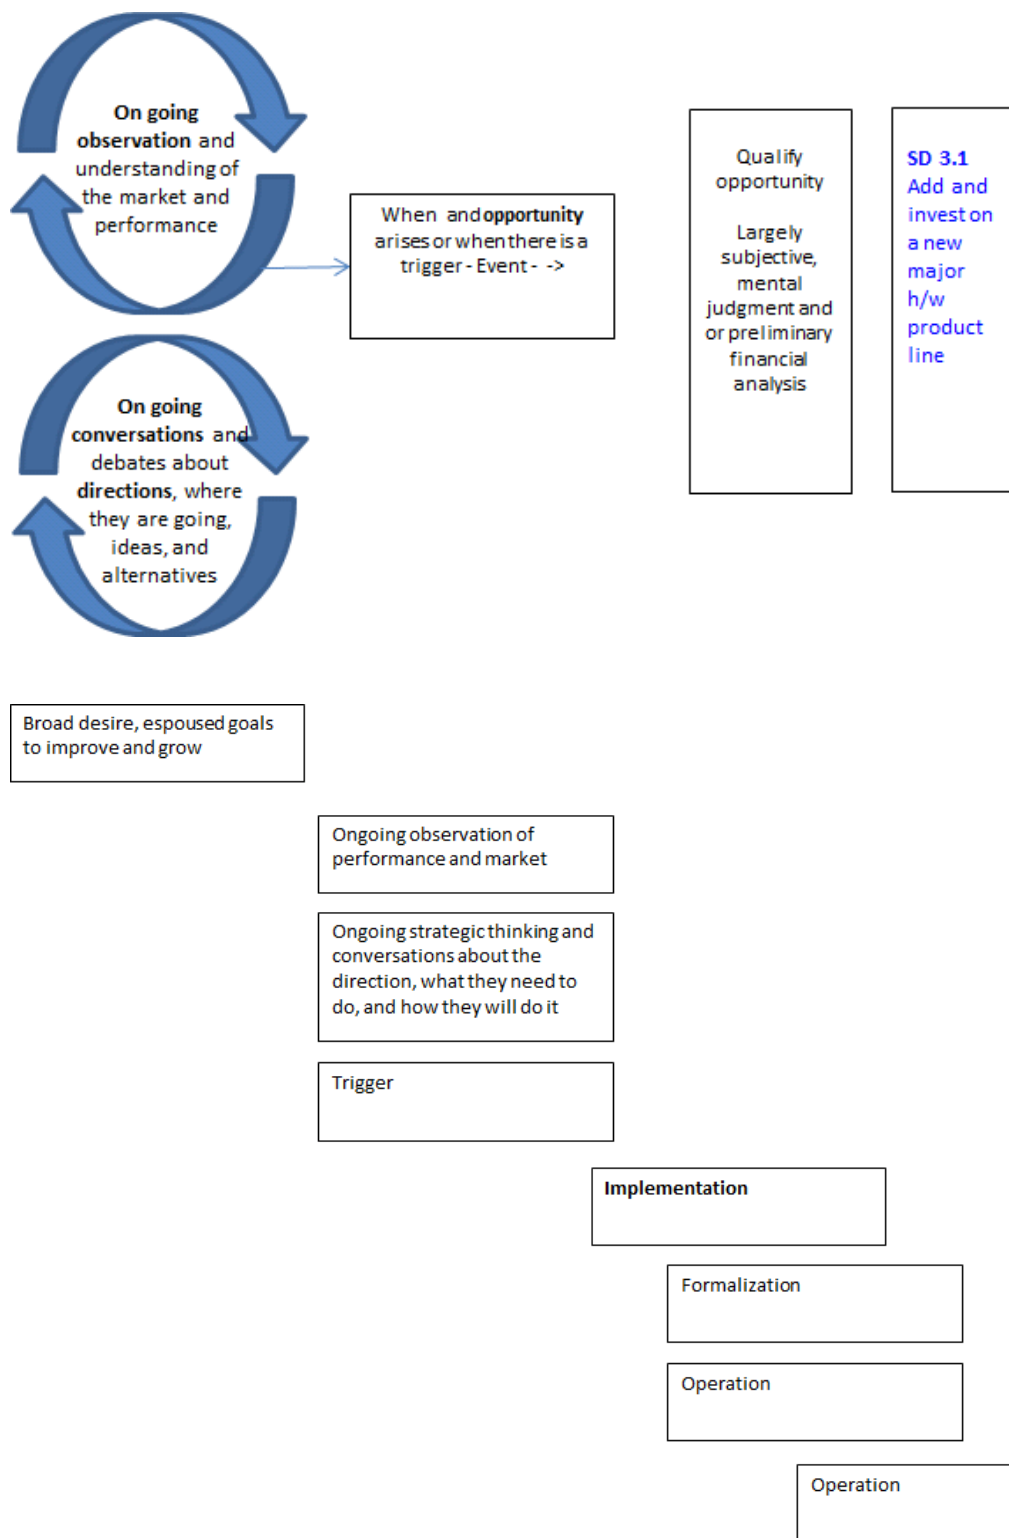 On going
observation and
understanding of
the market and
performance
When and opportunity
arises or when there is a
trigger - Event - ->
Qualify
opportunity
Largely
subjective,
mental
judgment and
or preliminary
financial
analysis
SD 3.1
Add and
invest on
a new
major
h/w
product
line
On going
conversations and
debates about
directions, where
they are going,
ideas, and
alternatives
Broad desire, espoused goals
to improve and grow
Ongoing observation of
performance and market
Ongoing strategic thinking and
conversations about the
direction, what they need to
do, and how they will do it
Trigger
Implementation
Formalization
Operation
Operation